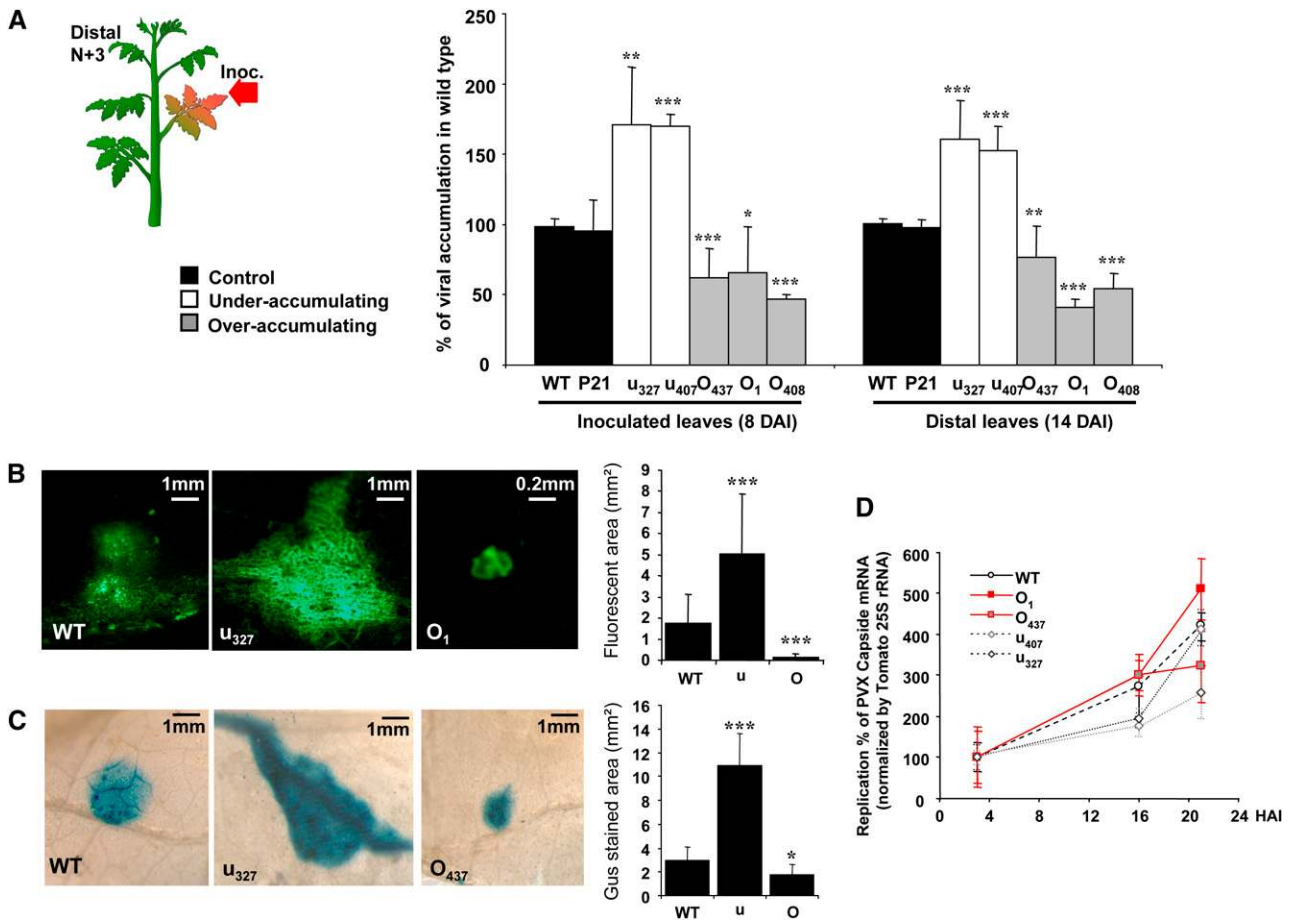 A
Distal
N+3
Inoc.
Control
Under-accumulating
Over-accumulating
% of viral accumulation in wild type
250
200
150
100
50
0
** *** *** * *** *** *** ** *** ***
WT P21 u327 u407 O437 O1 O408 WT P21 u327 u407 O437 O1 O408
Inoculated leaves (8 DAI) Distal leaves (14 DAI)
B
1mm 1mm 0.2mm
WT u327 O1
Fluorescent area (mm²)
9
8
7
6
5
4
3
2
1
0
*** ***
WT u O
C
1mm 1mm 1mm
WT u327 O437
Gus stained area (mm²)
16
14
12
10
8
6
4
2
0
*** *
WT u O
D
Replication % of PVX Capside mRNA
(normalized by Tomato 25S rRNA)
600
500
400
300
200
100
0
WT
O1
O437
u407
u327
0 4 8 12 16 20 24 HAI